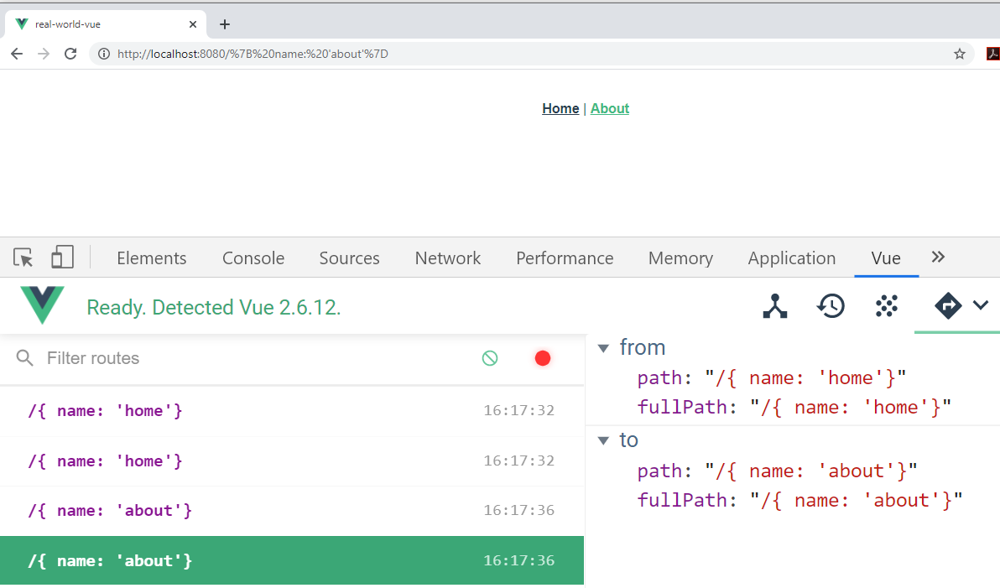 real-world-vue
http://localhost:8080/%7B%20name:%20'about'%7D
Home | About
Elements Console Sources Network Performance Memory Application Vue
Ready. Detected Vue 2.6.12.
Filter routes
/{ name: 'home'} 16:17:32
/{ name: 'home'} 16:17:32
/{ name: 'about'} 16:17:36
/{ name: 'about'} 16:17:36
from
path: "/{ name: 'home'}"
fullPath: "/{ name: 'home'}"
to
path: "/{ name: 'about'}"
fullPath: "/{ name: 'about'}"